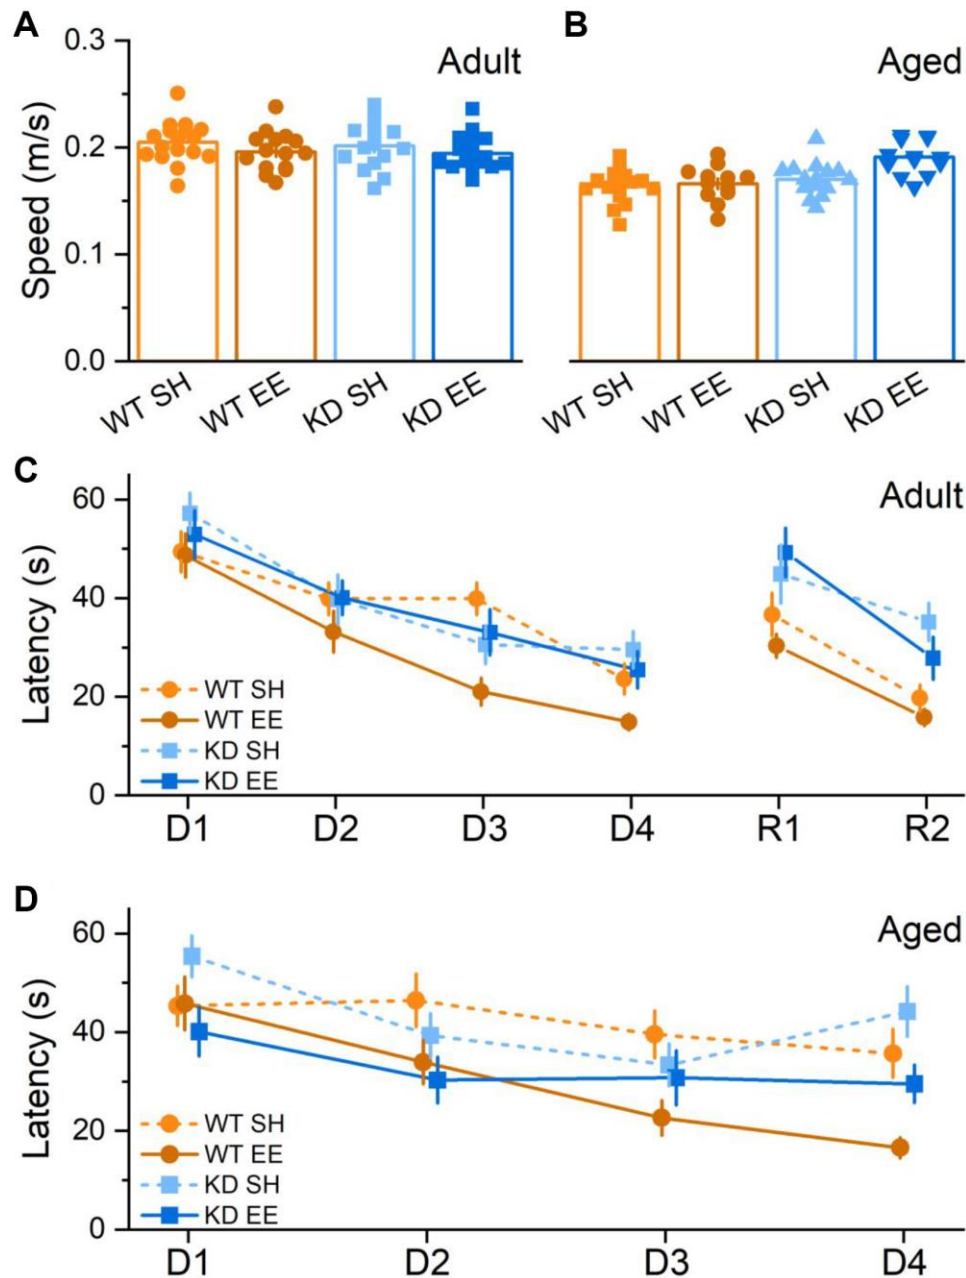 A
B
Adult
Aged
Speed (m/s)
0.3
0.2
0.1
0.0
WT SH
WT EE
KD SH
KD EE
WT SH
WT EE
KD SH
KD EE
C
Adult
Latency (s)
60
40
20
0
WT SH
WT EE
KD SH
KD EE
D1 D2 D3 D4 R1 R2
D
Aged
Latency (s)
60
40
20
0
WT SH
WT EE
KD SH
KD EE
D1 D2 D3 D4